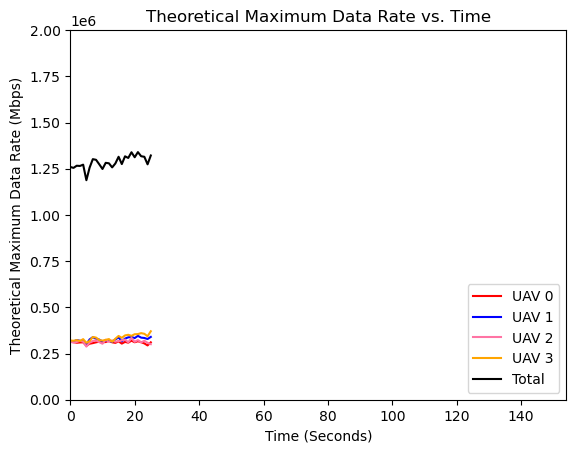 Theoretical Maximum Data Rate vs. Time
1e6
2.00
1.75
1.50
1.25
1.00
0.75
0.50
0.25
0.00
Theoretical Maximum Data Rate (Mbps)
UAV 0
UAV 1
UAV 2
UAV 3
Total
0 20 40 60 80 100 120 140
Time (Seconds)